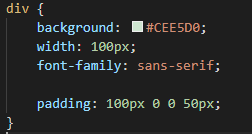 div {
background: #CEE5D0;
width: 100px;
font-family: sans-serif;
padding: 100px 0 0 50px;
}